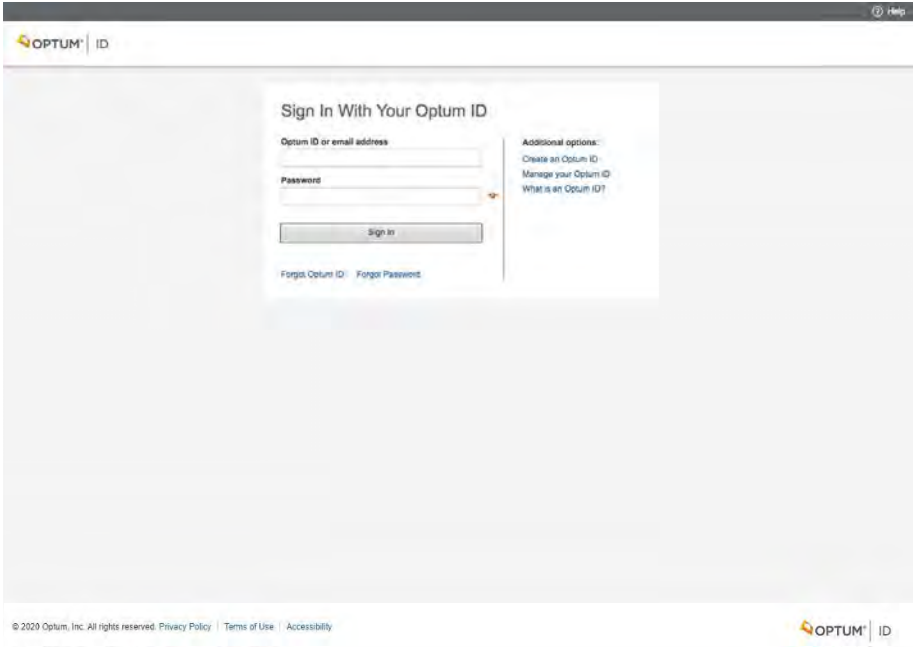 Help
OPTUM® ID
Sign In With Your Optum ID
Optum ID or email address
Password
Sign In
Forgot Optum ID Forgot Password
Additional options:
Create an Optum ID
Manage your Optum ID
What is an Optum ID?
© 2020 Optum, Inc. All rights reserved. Privacy Policy | Terms of Use | Accessibility
OPTUM® ID